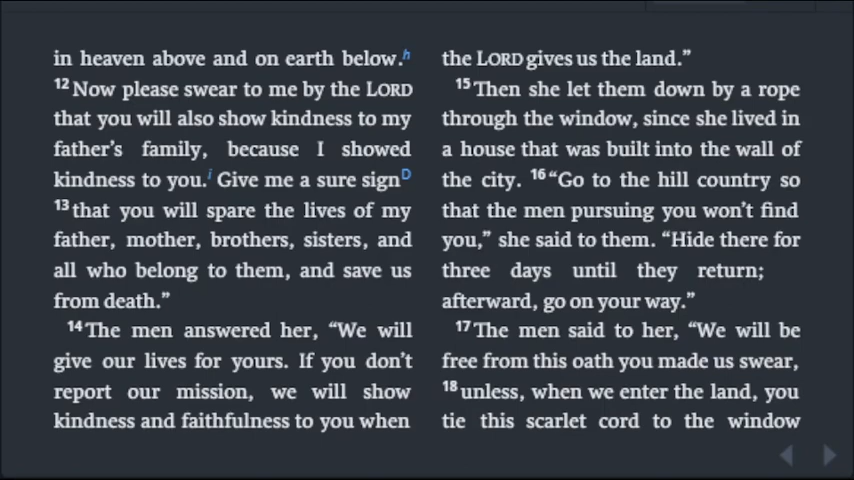 in heaven above and on earth below.h
12 Now please swear to me by the LORD
that you will also show kindness to my
father’s family, because I showed
kindness to you.i Give me a sure signD
13 that you will spare the lives of my
father, mother, brothers, sisters, and
all who belong to them, and save us
from death.”
14 The men answered her, “We will
give our lives for yours. If you don’t
report our mission, we will show
kindness and faithfulness to you when
the LORD gives us the land.”
15 Then she let them down by a rope
through the window, since she lived in
a house that was built into the wall of
the city. 16 “Go to the hill country so
that the men pursuing you won’t find
you,” she said to them. “Hide there for
three days until they return;
afterward, go on your way.”
17 The men said to her, “We will be
free from this oath you made us swear,
18 unless, when we enter the land, you
tie this scarlet cord to the window